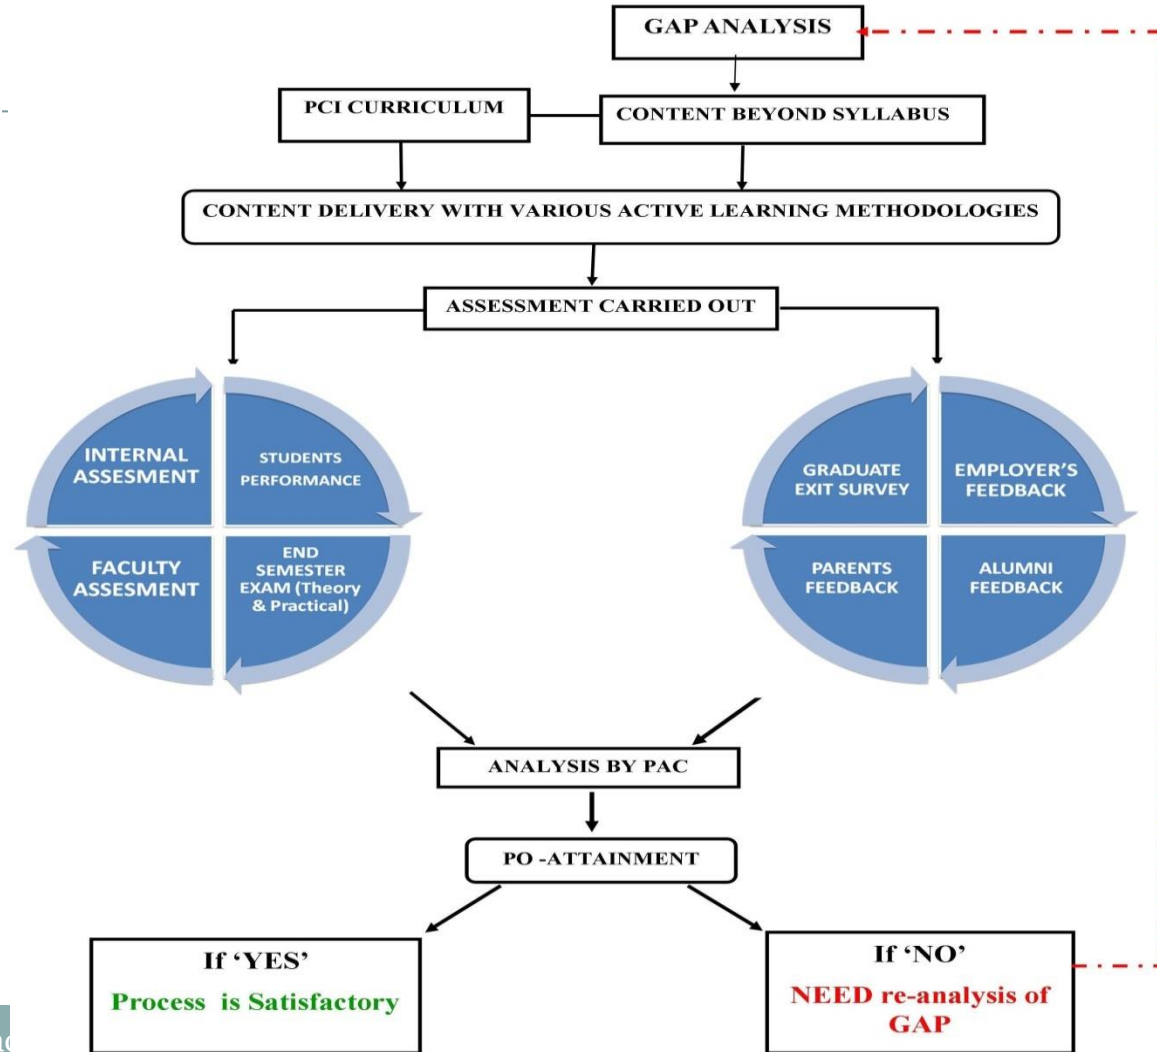 GAP ANALYSIS
PCI CURRICULUM
CONTENT BEYOND SYLLABUS
CONTENT DELIVERY WITH VARIOUS ACTIVE LEARNING METHODOLOGIES
ASSESSMENT CARRIED OUT
INTERNAL
ASSESMENT
STUDENTS
PERFORMANCE
FACULTY
ASSESMENT
END
SEMESTER
EXAM (Theory
& Practical)
GRADUATE
EXIT SURVEY
EMPLOYER'S
FEEDBACK
PARENTS
FEEDBACK
ALUMNI
FEEDBACK
ANALYSIS BY PAC
PO -ATTAINMENT
If ‘YES’
Process is Satisfactory
If ‘NO’
NEED re-analysis of
GAP